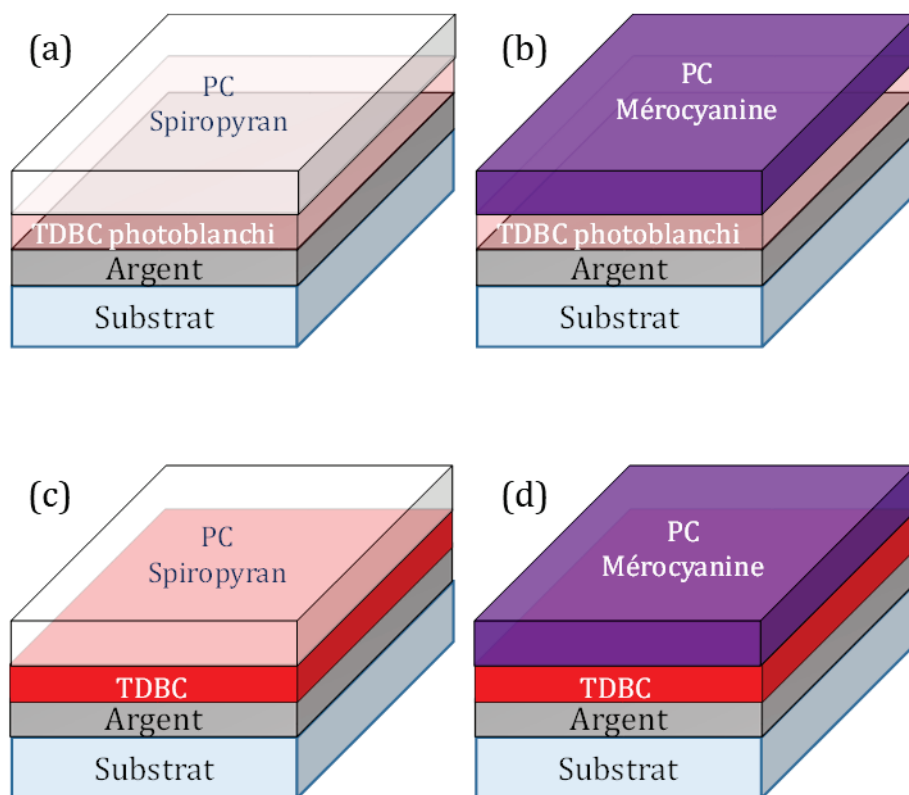 (a)
PC
Spiropyran
TDBC photoblanchi
Argent
Substrat
(b)
PC
Mérocyanine
TDBC photoblanchi
Argent
Substrat
(c)
PC
Spiropyran
TDBC
Argent
Substrat
(d)
PC
Mérocyanine
TDBC
Argent
Substrat